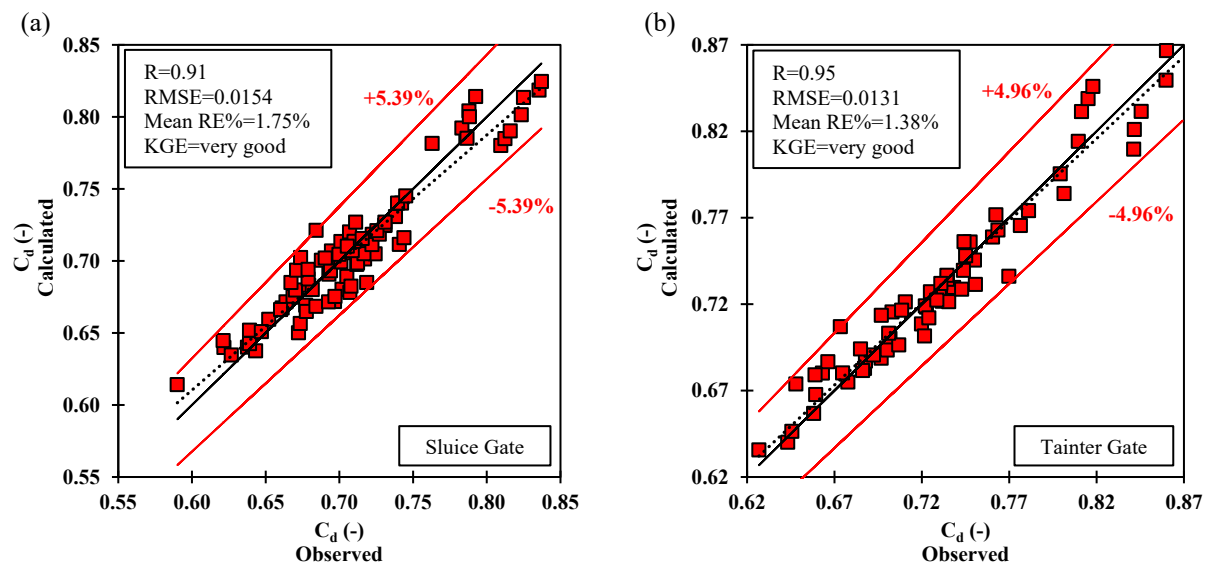 (a)
0.85
0.80
0.75
0.70
0.65
0.60
0.55
C_d (-)
Calculated
R=0.91
RMSE=0.0154
Mean RE%=1.75%
KGE=very good
+5.39%
-5.39%
Sluice Gate
0.55 0.60 0.65 0.70 0.75 0.80 0.85
C_d (-)
Observed
(b)
0.87
0.82
0.77
0.72
0.67
0.62
C_d (-)
Calculated
R=0.95
RMSE=0.0131
Mean RE%=1.38%
KGE=very good
+4.96%
-4.96%
Tainter Gate
0.62 0.67 0.72 0.77 0.82 0.87
C_d (-)
Observed